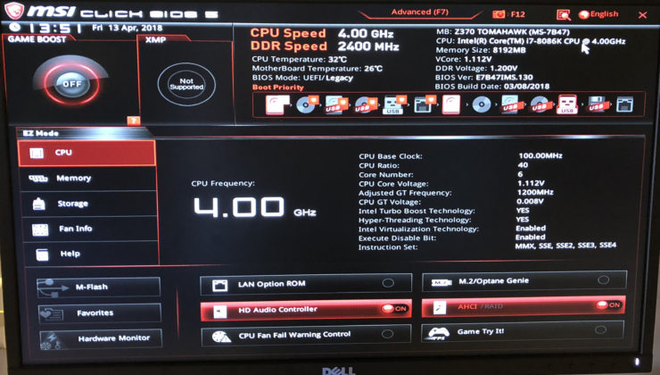 msi CLICK BIOS 5
Advanced (F7)
F12
English
X
13:51 Fri 13 Apr, 2018
GAME BOOST
XMP
OFF
Not
Supported
CPU Speed 4.00 GHz
DDR Speed 2400 MHz
CPU Temperature: 32°C
MotherBoard Temperature: 26°C
BIOS Mode: UEFI/Legacy
Boot Priority
MB: Z370 TOMAHAWK (MS-7B47)
CPU: Intel(R) Core(TM) i7-8086K CPU @ 4.00GHz
Memory Size: 8192MB
VCore: 1.112V
DDR Voltage: 1.200V
BIOS Ver: E7B47IMS.130
BIOS Build Date: 03/08/2018
USB
USB
USB
USB
USB
USB
USB
?
EZ Mode
CPU
Memory
Storage
Fan Info
Help
CPU Frequency:
4.00 GHz
CPU Base Clock: 100.00MHz
CPU Ratio: 40
Core Number: 6
CPU Core Voltage: 1.112V
Adjusted GT Frequency: 1200MHz
CPU GT Voltage: 0.008V
Intel Turbo Boost Technology: YES
Hyper-Threading Technology: YES
Intel Virtualization Technology: Enabled
Execute Disable Bit: Enabled
Instruction Set: MMX, SSE, SSE2, SSE3, SSE4
M-Flash
Favorites
Hardware Monitor
LAN Option ROM
HD Audio Controller ON
CPU Fan Fail Warning Control
M.2/Optane Genie
AHCI /RAID ON
Game Try It!
DELL